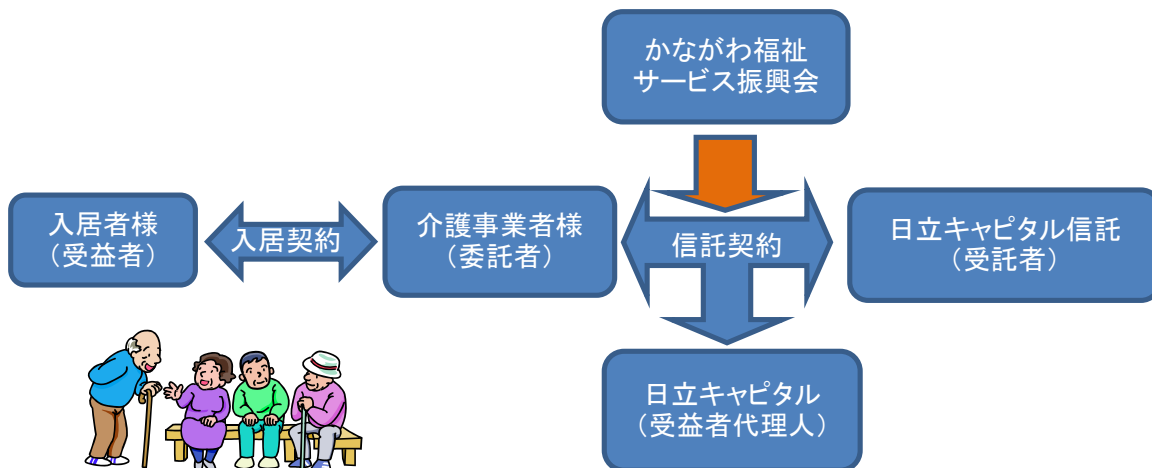 かながわ福祉
サービス振興会
入居者様
（受益者）
入居契約
介護事業者様
（委託者）
信託契約
日立キャピタル信託
（受託者）
日立キャピタル
（受益者代理人）